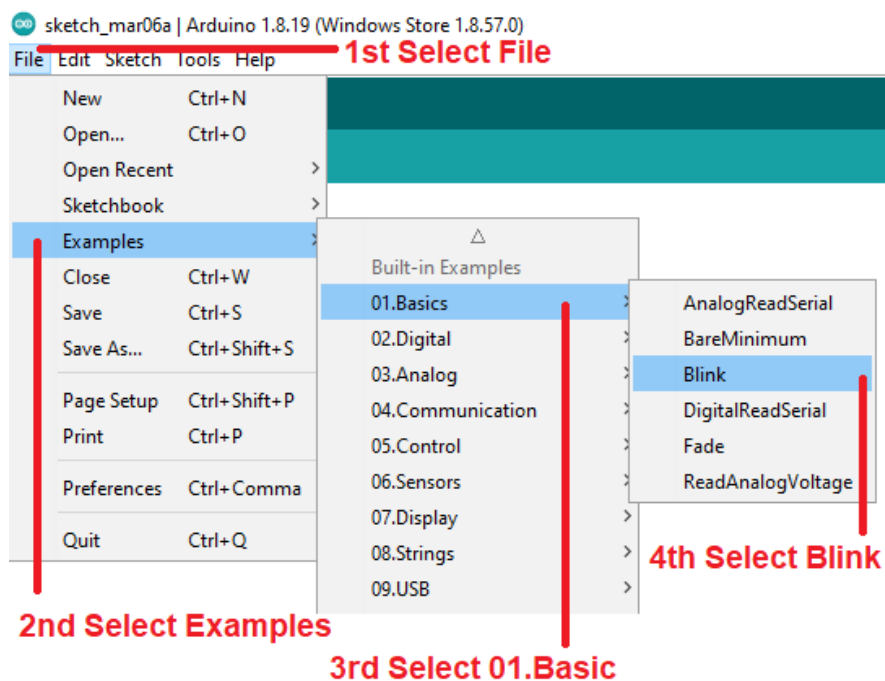 sketch_mar06a | Arduino 1.8.19 (Windows Store 1.8.57.0)
File Edit Sketch Tools Help
1st Select File
New Ctrl+N
Open... Ctrl+O
Open Recent
Sketchbook
Examples
Close Ctrl+W
Save Ctrl+S
Save As... Ctrl+Shift+S
Page Setup Ctrl+Shift+P
Print Ctrl+P
Preferences Ctrl+Comma
Quit Ctrl+Q
Built-in Examples
01.Basics
02.Digital
03.Analog
04.Communication
05.Control
06.Sensors
07.Display
08.Strings
09.USB
AnalogReadSerial
BareMinimum
Blink
DigitalReadSerial
Fade
ReadAnalogVoltage
4th Select Blink
2nd Select Examples
3rd Select 01.Basic